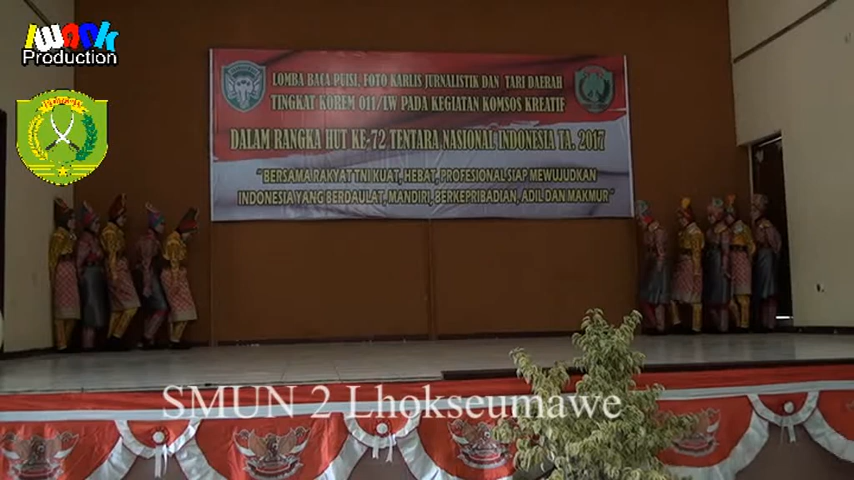 Iwank
Production
LOMBA BACA PUISI, FOTO KARLIS JURNALISTIK DAN TARI DAERAH
TINGKAT KOREM 011/LW PADA KEGIATAN KOMSOS KREATIF
DALAM RANGKA HUT KE-72 TENTARA NASIONAL INDONESIA TA. 2017
"BERSAMA RAKYAT TNI KUAT, HEBAT, PROFESIONAL SIAP MEWUJUDKAN
INDONESIA YANG BERDAULAT, MANDIRI, BERKEPRIBADIAN, ADIL DAN MAKMUR"
SMUN 2 Lhokseumawe